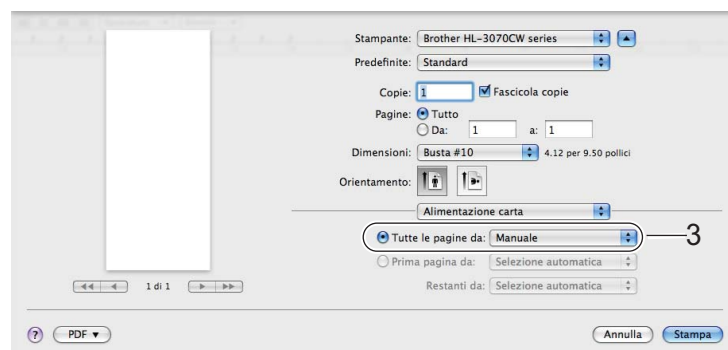 Stampante: Brother HL-3070CW series
Predefinite: Standard
Copie: 1 Fascicola copie
Pagine: Tutto
Da: 1 a: 1
Dimensioni: Busta #10 4.12 per 9.50 pollici
Orientamento:
Alimentazione carta
Tutte le pagine da: Manuale 3
Prima pagina da: Selezione automatica
Restanti da: Selezione automatica
1 di 1
? PDF ▼ Annulla Stampa